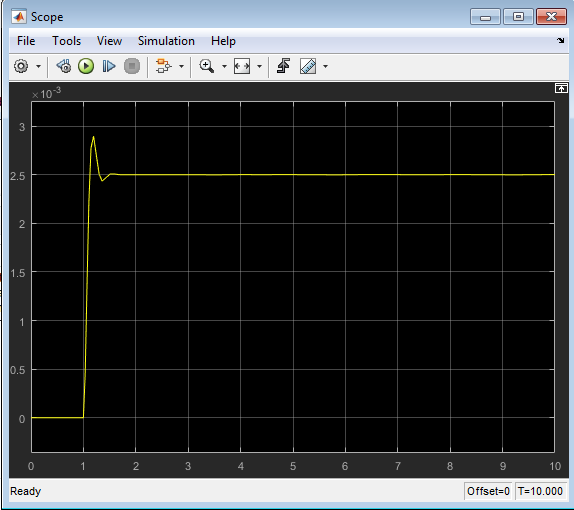 Scope
File Tools View Simulation Help
×10⁻³
3
2.5
2
1.5
1
0.5
0
0 1 2 3 4 5 6 7 8 9 10
Ready Offset=0 T=10.000